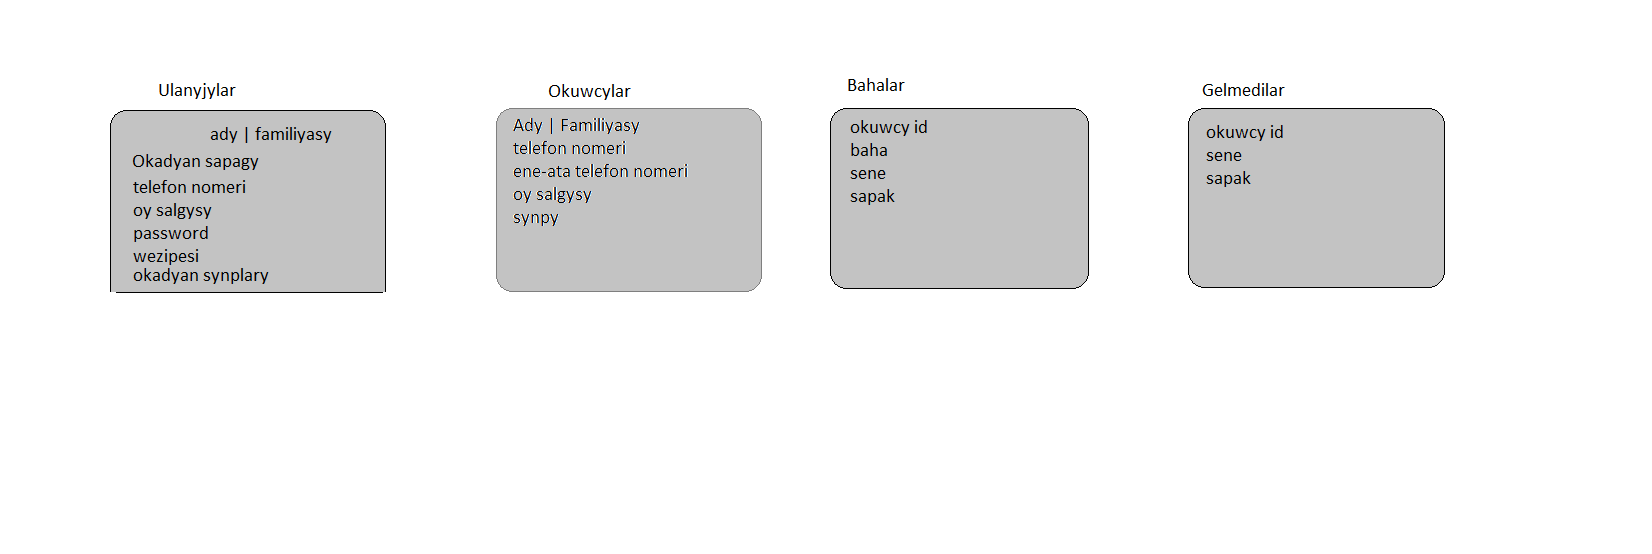 Ulanyjylar
ady | familiyasy
Okadyan sapagy
telefon nomeri
oy salgysy
password
wezipesi
okadyan synplary
Okuwcylar
Ady | Familiyasy
telefon nomeri
ene-ata telefon nomeri
oy salgysy
synpy
Bahalar
okuwcy id
baha
sene
sapak
Gelmedilar
okuwcy id
sene
sapak